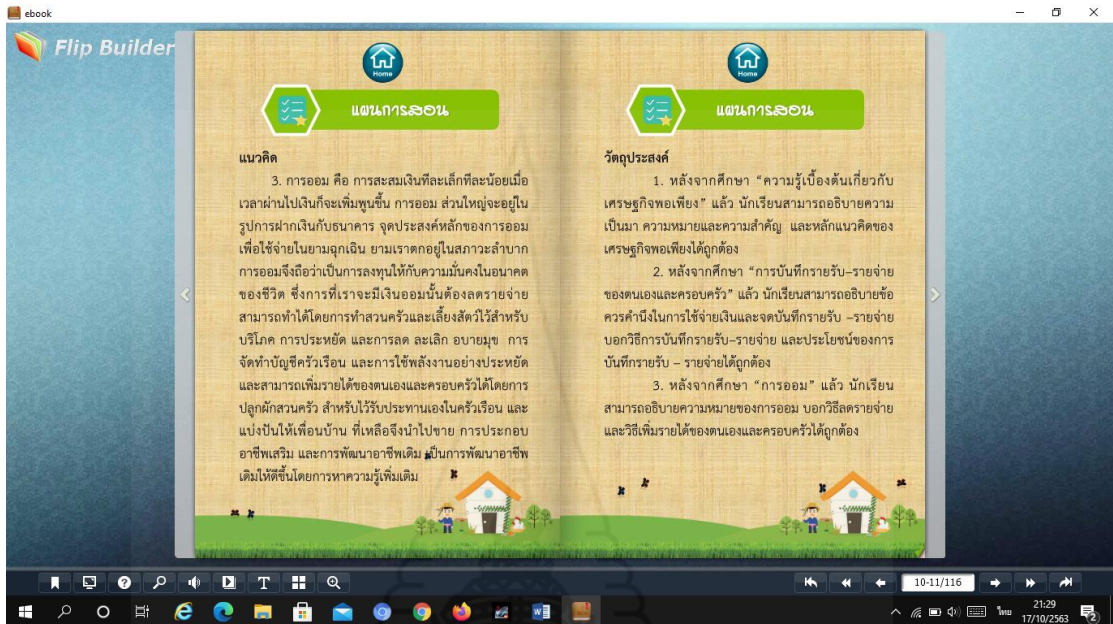 ebook
Flip Builder
Home
แผนการสอน
แนวคิด
3. การออม คือ การสะสมเงินทีละเล็กทีละน้อยเมื่อ
เวลาผ่านไปเงินก็จะเพิ่มพูนขึ้น การออม ส่วนใหญ่จะอยู่ใน
รูปการฝากเงินกับธนาคาร จุดประสงค์หลักของการออม
เพื่อใช้จ่ายในยามฉุกเฉิน ยามเราตกอยู่ในสภาวะลำบาก
การออมจึงถือว่าเป็นการลงทุนให้กับความมั่นคงในอนาคต
ของชีวิต ซึ่งการที่เราจะมีเงินออมนั้นต้องลดรายจ่าย
สามารถทำได้โดยการทำสวนครัวและเลี้ยงสัตว์ไว้สำหรับ
บริโภค การประหยัด และการลด ละเลิก อบายมุข การ
จัดทำบัญชีครัวเรือน และการใช้พลังงานอย่างประหยัด
และสามารถเพิ่มรายได้ของตนเองและครอบครัวได้โดยการ
ปลูกผักสวนครัว สำหรับไว้รับประทานเองในครัวเรือน และ
แบ่งปันให้เพื่อนบ้าน ที่เหลือจึงนำไปขาย การประกอบ
อาชีพเสริม และการพัฒนาอาชีพเดิม เป็นการพัฒนาอาชีพ
เดิมให้ดีขึ้นโดยการหาความรู้เพิ่มเติม
Home
แผนการสอน
วัตถุประสงค์
1. หลังจากศึกษา “ความรู้เบื้องต้นเกี่ยวกับ
เศรษฐกิจพอเพียง” แล้ว นักเรียนสามารถอธิบายความ
เป็นมา ความหมายและความสำคัญ และหลักแนวคิดของ
เศรษฐกิจพอเพียงได้ถูกต้อง
2. หลังจากศึกษา “การบันทึกรายรับ–รายจ่าย
ของตนเองและครอบครัว” แล้ว นักเรียนสามารถอธิบายข้อ
ควรคำนึงในการใช้จ่ายเงินและจดบันทึกรายรับ –รายจ่าย
บอกวิธีการบันทึกรายรับ–รายจ่าย และประโยชน์ของการ
บันทึกรายรับ – รายจ่ายได้ถูกต้อง
3. หลังจากศึกษา “การออม” แล้ว นักเรียน
สามารถอธิบายความหมายของการออม บอกวิธีลดรายจ่าย
และวิธีเพิ่มรายได้ของตนเองและครอบครัวได้ถูกต้อง
10-11/116
ไทย
21:29
17/10/2563
2